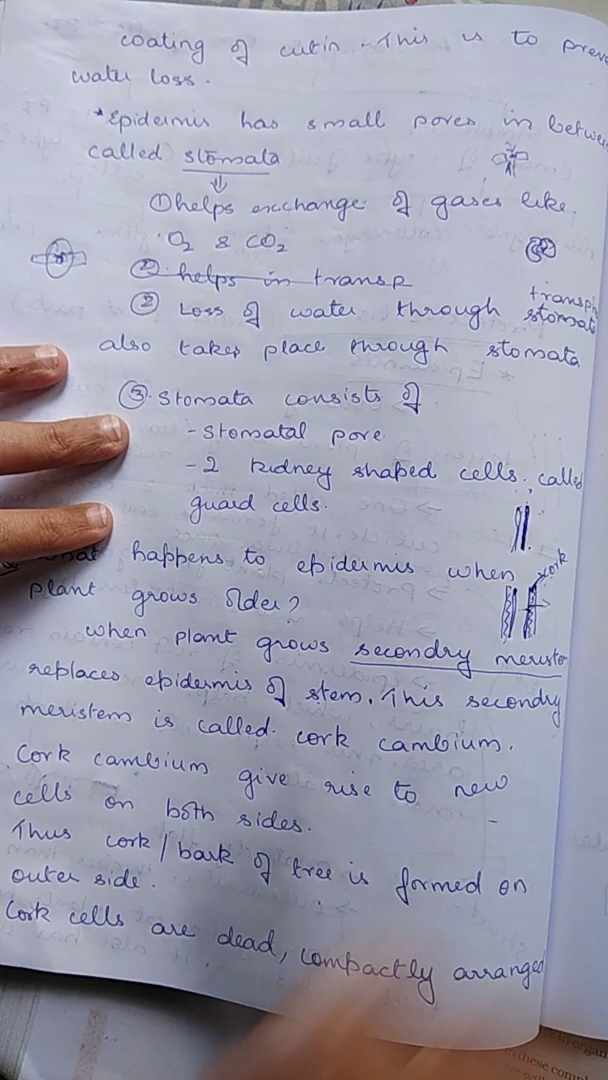 coating of cutin. This is to prev
water loss.
*Epidermis has small pores in betwe
called stomata
① helps exchange of gases like
O₂ & CO₂
② helps in transp
② Loss of water through stomata
transpi
also takes place through stomata
③ Stomata consists of
- Stomatal pore
- 2 kidney shaped cells. called
guard cells.
happens to epidermis when
cork
plant grows older?
when plant grows secondry merist
replaces epidermis of stem. This secondry
meristem is called cork cambium.
Cork cambium give rise to new
cells on both sides.
Thus cork/bark of tree is formed on
outer side.
Cork cells are dead, compactly arranged